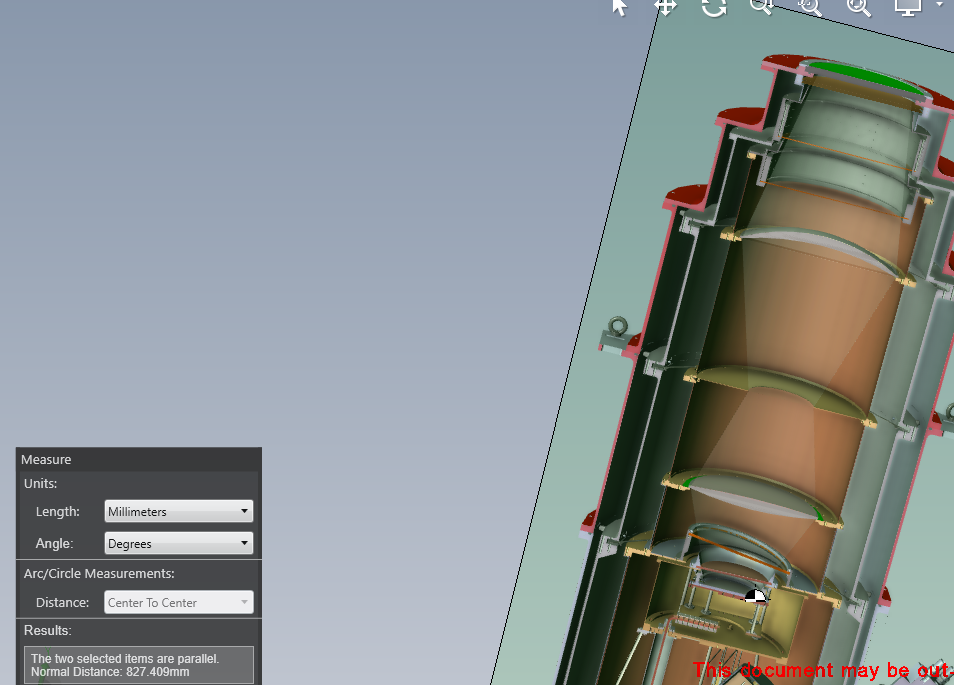 Measure
Units:
Length: Millimeters
Angle: Degrees
Arc/Circle Measurements:
Distance: Center To Center
Results:
The two selected items are parallel.
Normal Distance: 827.409mm
This document may be out